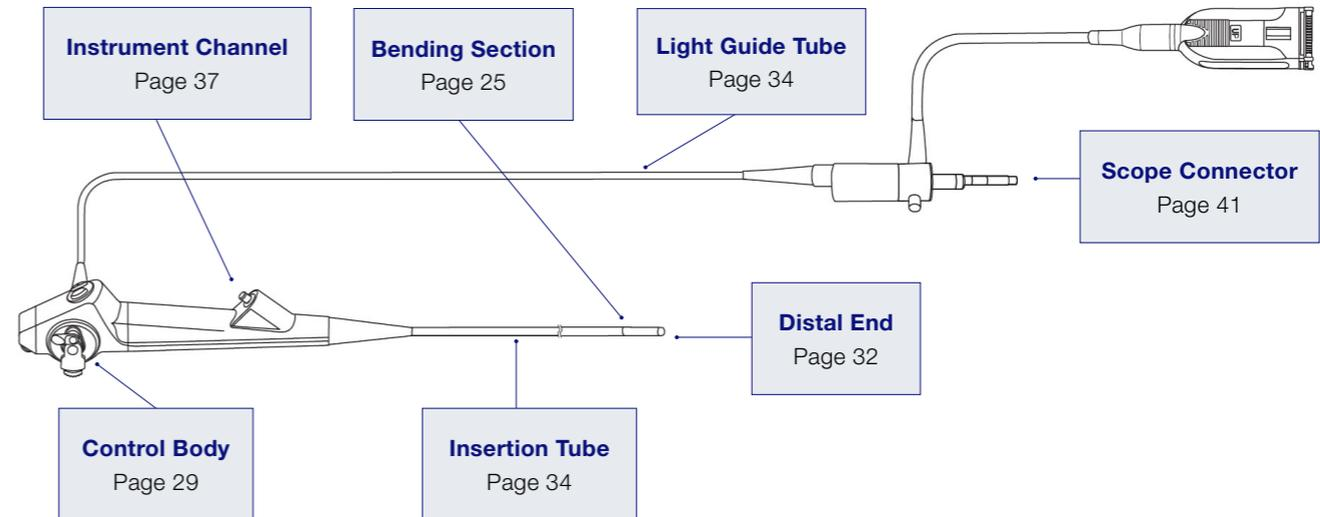 Instrument Channel
Page 37
Bending Section
Page 25
Light Guide Tube
Page 34
UP
Scope Connector
Page 41
Distal End
Page 32
Control Body
Page 29
Insertion Tube
Page 34